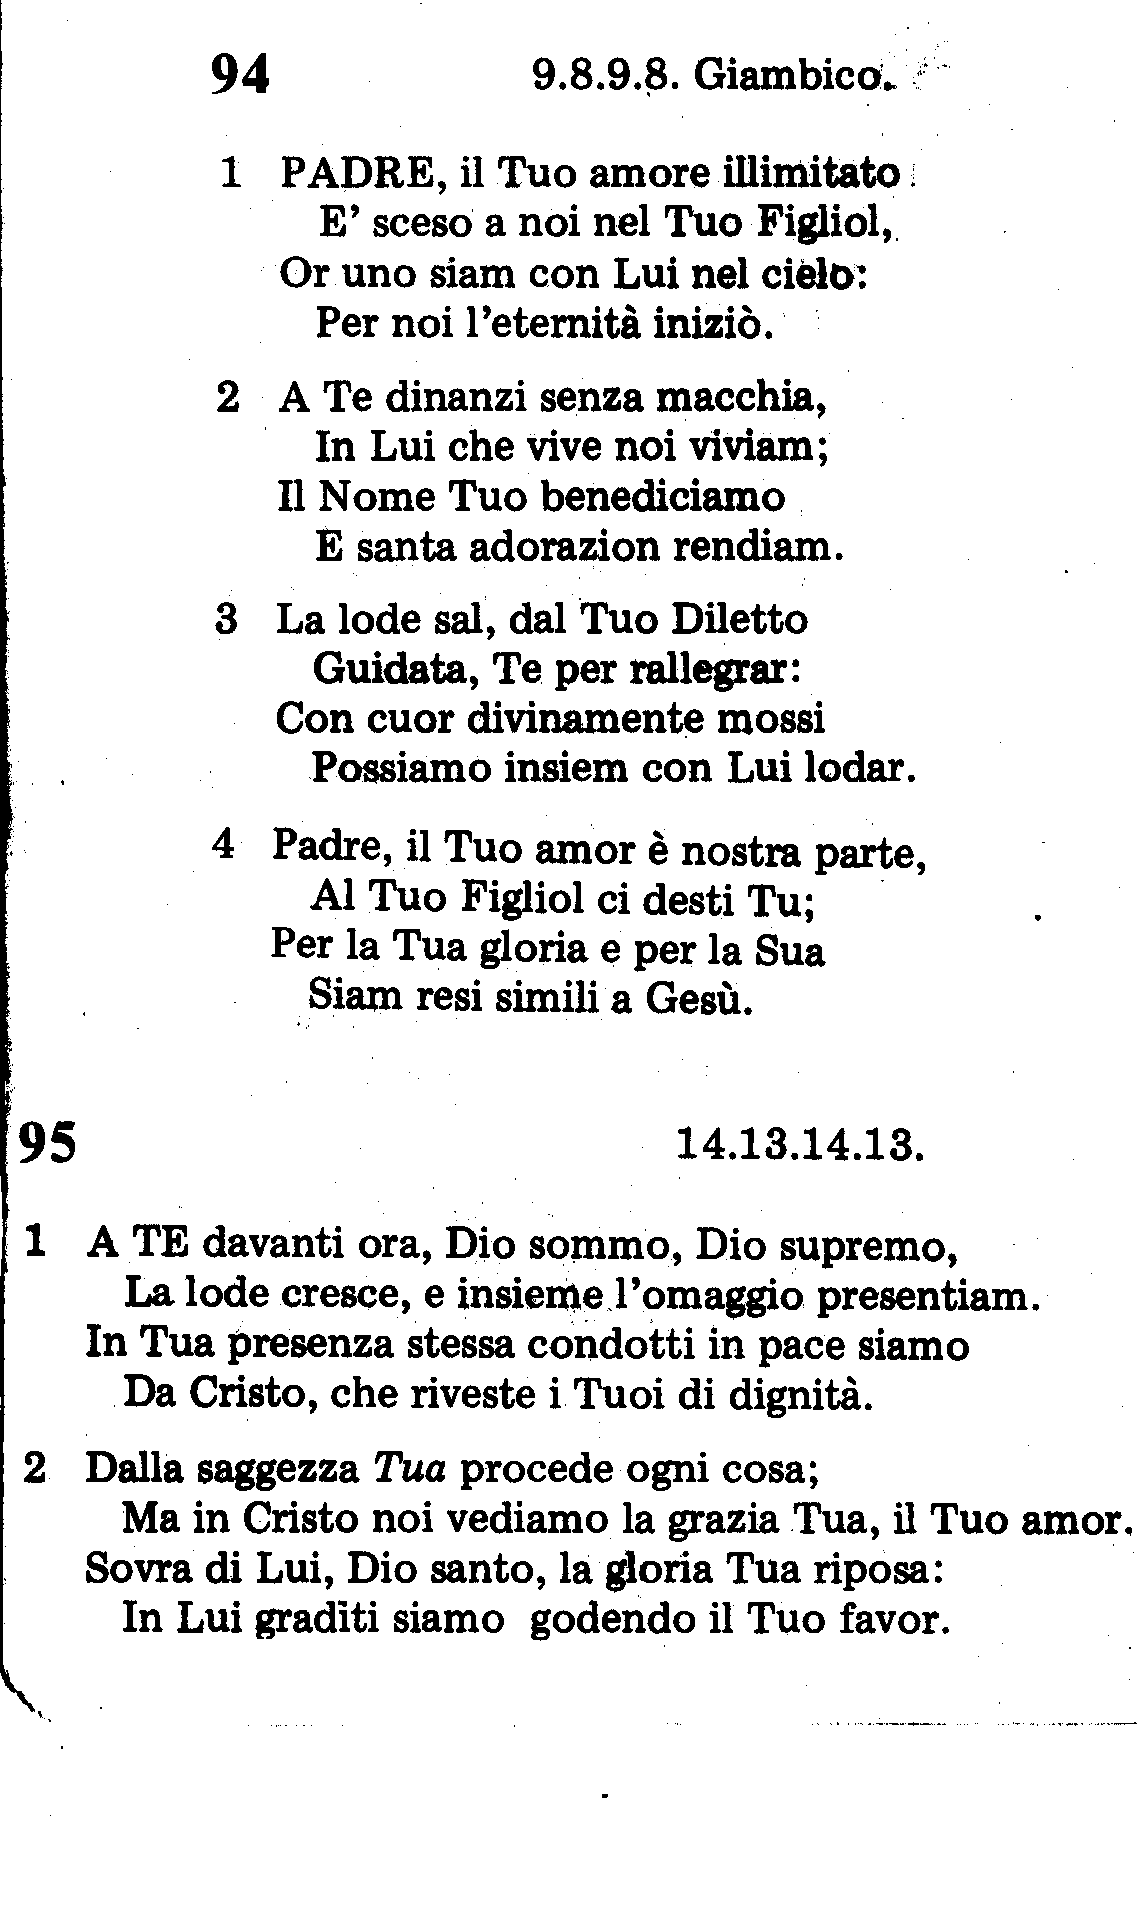 94 9.8.9.8. Giambico.
1 PADRE, il Tuo amore illimitato
E' sceso a noi nel Tuo Figliol,
Or uno siam con Lui nel cielo:
Per noi l'eternità iniziò.
2 A Te dinanzi senza macchia,
In Lui che vive noi viviam;
Il Nome Tuo benediciamo
E santa adorazion rendiam.
3 La lode sal, dal Tuo Diletto
Guidata, Te per rallegrar:
Con cuor divinamente mossi
Possiamo insiem con Lui lodar.
4 Padre, il Tuo amor è nostra parte,
Al Tuo Figliol ci desti Tu;
Per la Tua gloria e per la Sua
Siam resi simili a Gesù.
95 14.13.14.13.
1 A TE davanti ora, Dio sommo, Dio supremo,
La lode cresce, e insieme l'omaggio presentiam.
In Tua presenza stessa condotti in pace siamo
Da Cristo, che riveste i Tuoi di dignità.
2 Dalla saggezza Tua procede ogni cosa;
Ma in Cristo noi vediamo la grazia Tua, il Tuo amor.
Sovra di Lui, Dio santo, la gloria Tua riposa:
In Lui graditi siamo godendo il Tuo favor.